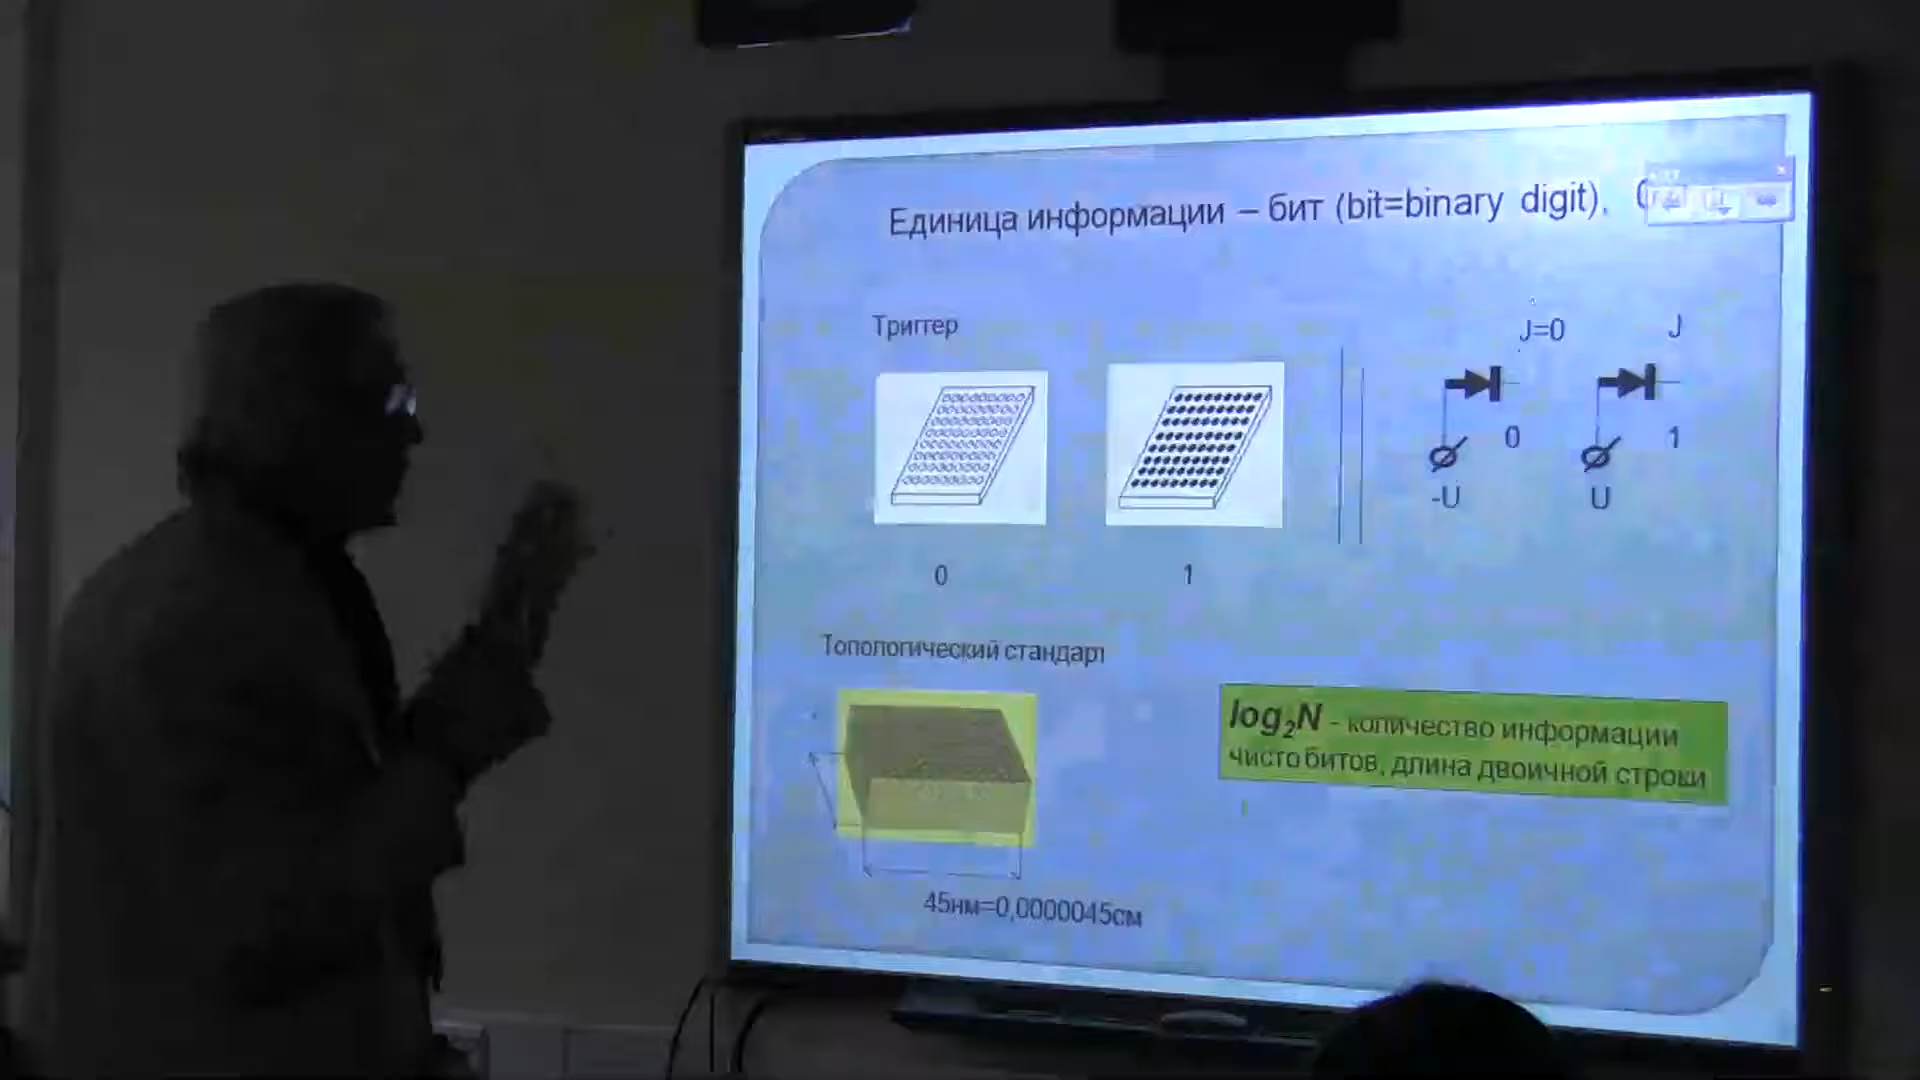 Единица информации – бит (bit=binary digit),
Триггер
J=0 J
0 1
-U U
0 1
Топологический стандарт
log₂N - количество информации
чисто битов, длина двоичной строки
45нм=0,0000045см